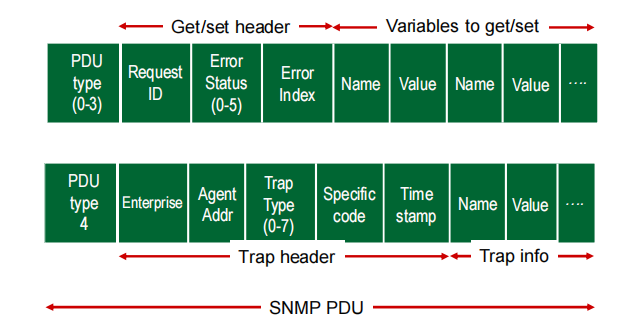 Get/set header
Variables to get/set
PDU
type
(0-3)
Request
ID
Error
Status
(0-5)
Error
Index
Name
Value
Name
Value
....
PDU
type
4
Enterprise
Agent
Addr
Trap
Type
(0-7)
Specific
code
Time
stamp
Name
Value
....
Trap header
Trap info
SNMP PDU